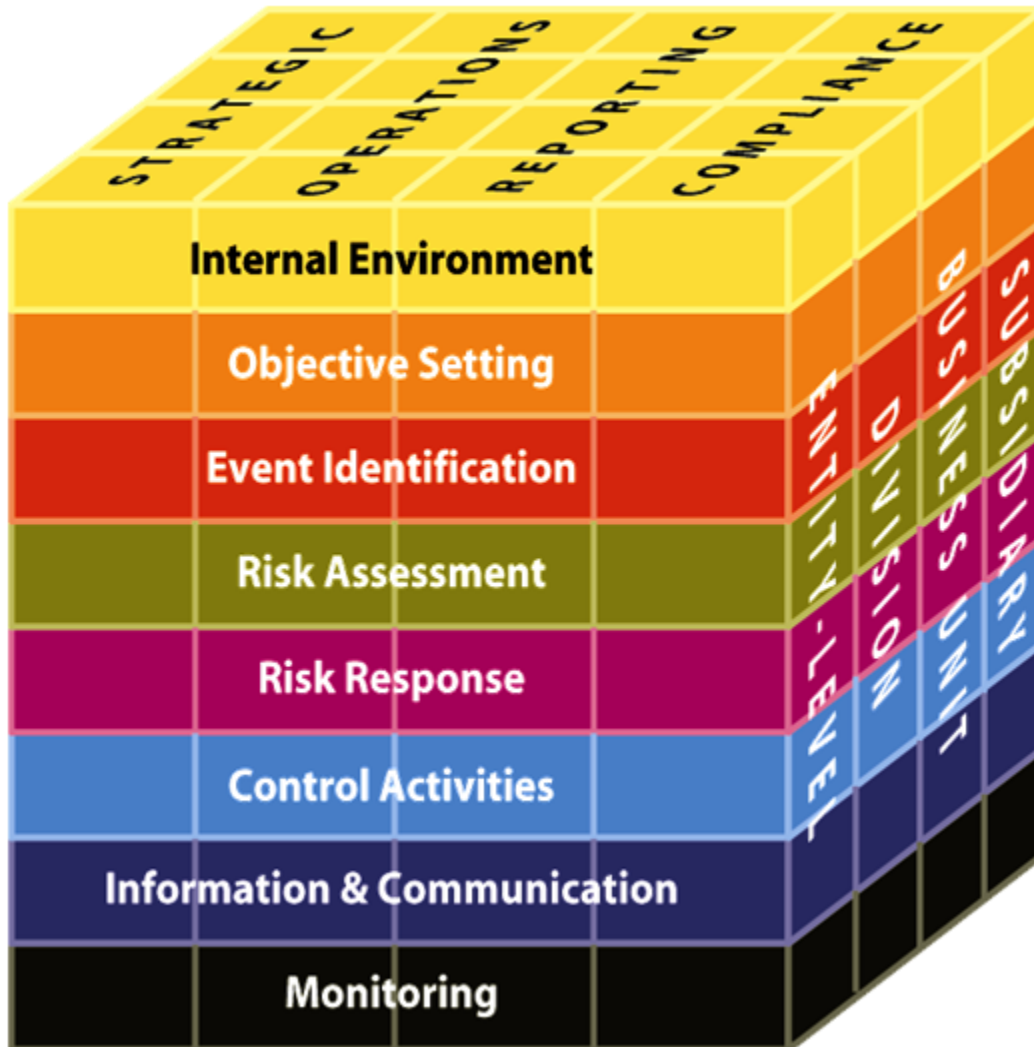 STRATEGIC
OPERATIONS
REPORTING
COMPLIANCE
Internal Environment
Objective Setting
Event Identification
Risk Assessment
Risk Response
Control Activities
Information & Communication
Monitoring
ENTITY-LEVEL
DIVISION
BUSINESS UNIT
SUBSIDIARY